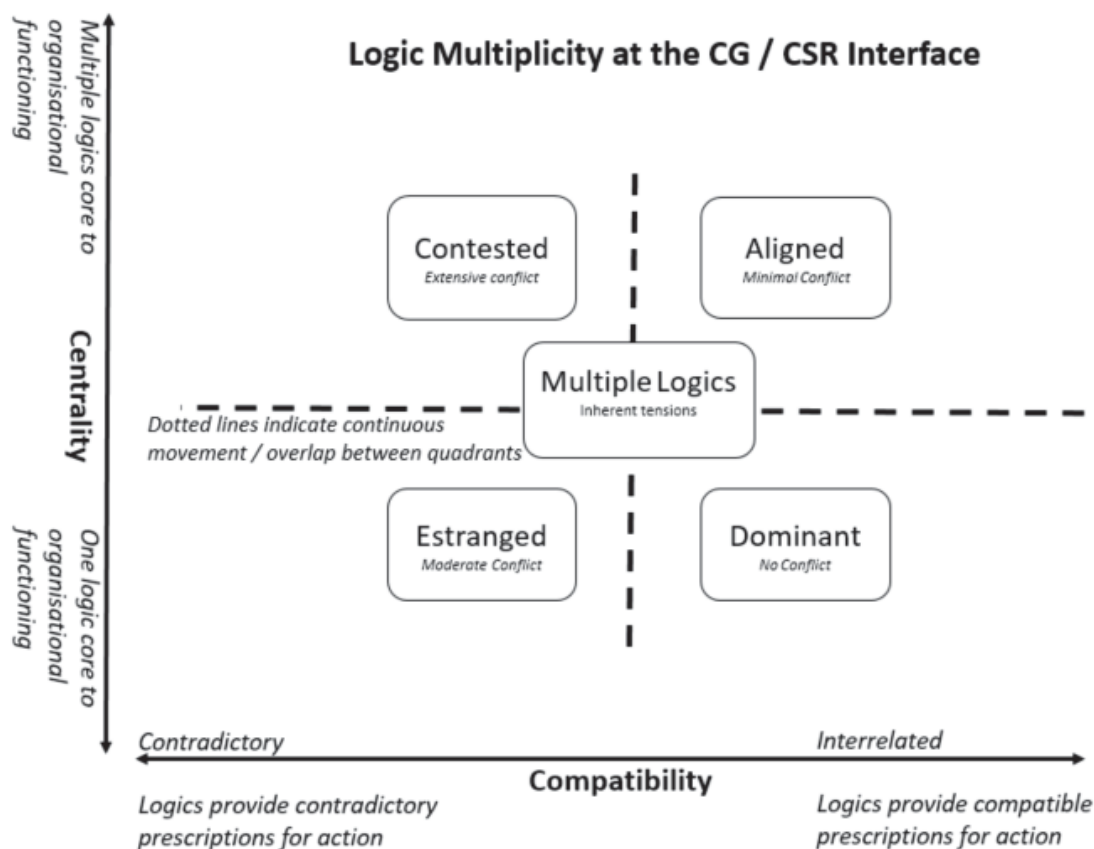 Logic Multiplicity at the CG / CSR Interface
Multiple logics core to
organisational
functioning
Contested
Extensive conflict
Aligned
Minimal Conflict
Centrality
Multiple Logics
Inherent tensions
Dotted lines indicate continuous
movement / overlap between quadrants
Estranged
Moderate Conflict
Dominant
No Conflict
One logic core to
organisational
functioning
Contradictory
Interrelated
Compatibility
Logics provide contradictory
prescriptions for action
Logics provide compatible
prescriptions for action